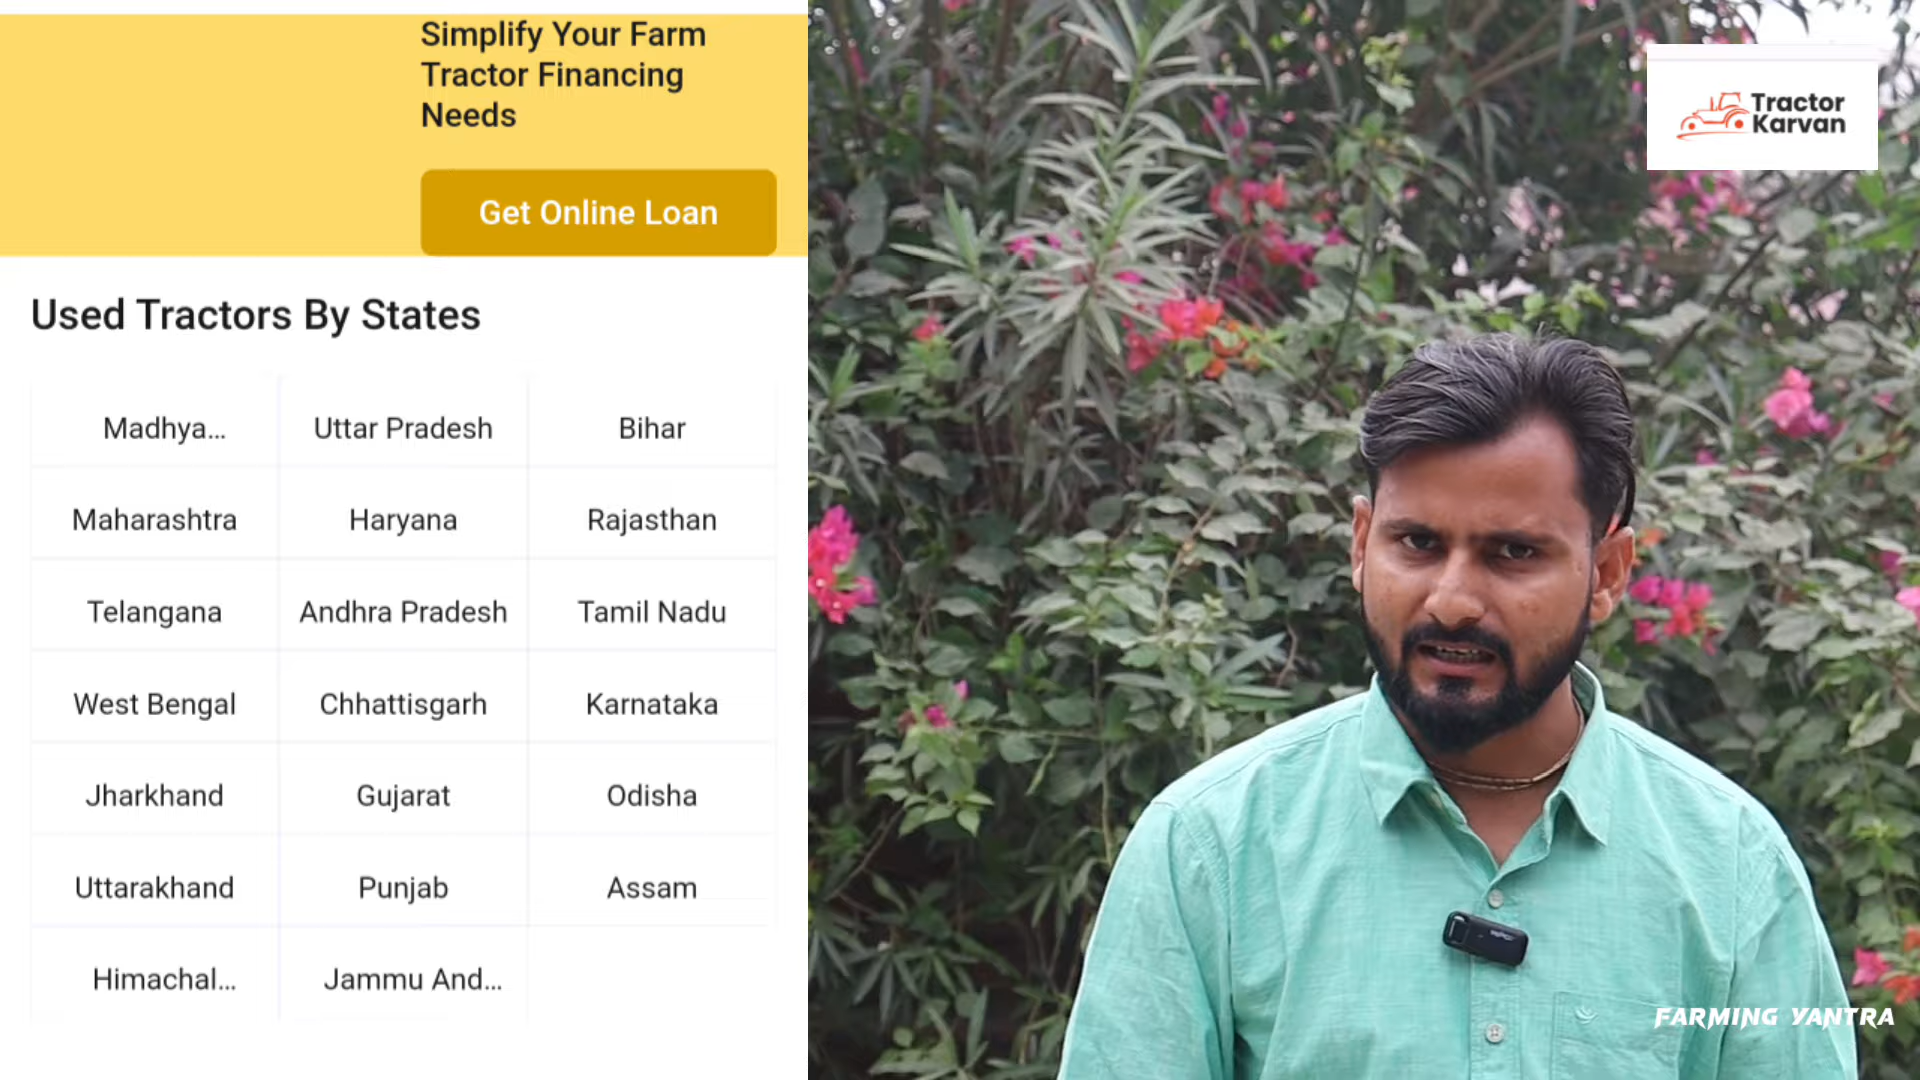 Simplify Your Farm
Tractor Financing
Needs
Get Online Loan
Used Tractors By States
Madhya...
Uttar Pradesh
Bihar
Maharashtra
Haryana
Rajasthan
Telangana
Andhra Pradesh
Tamil Nadu
West Bengal
Chhattisgarh
Karnataka
Jharkhand
Gujarat
Odisha
Uttarakhand
Punjab
Assam
Himachal...
Jammu And...
Tractor
Karvan
FARMING YANTRA